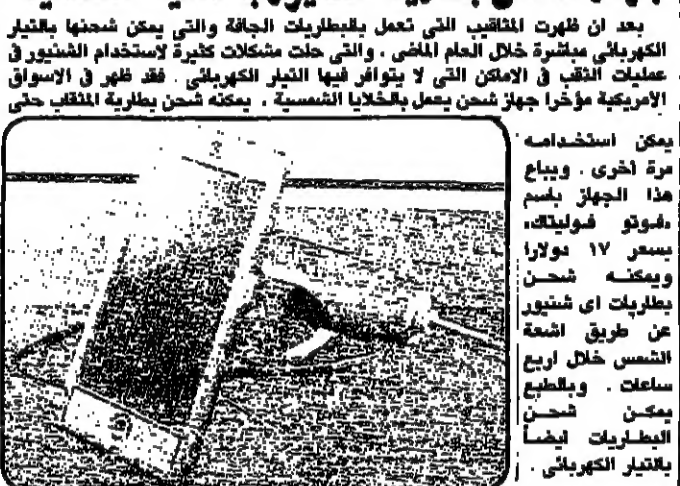 بعد ان ظهرت المثاقيب التى تعمل بالبطاريات الجافة والتى يمكن شحنها بالتيار
الكهربائى مباشرة خلال العام الماضى ، والتى حلت مشكلات كثيرة لاستخدام الشنيور فى
عمليات الثقب فى الاماكن التى لا يتوافر فيها التيار الكهربائى . فقد ظهر فى الاسواق
الامريكية مؤخرا جهاز شحن يعمل بالخلايا الشمسية ، يمكنه شحن بطارية المثقاب حتى
يمكن استخدامه
مرة أخرى . ويباع
هذا الجهاز باسم
«فوتو فوليتك»
بسعر ١٧ دولارا
ويمكنه شحن
بطاريات اى شنيور
عن طريق اشعة
الشمس خلال اربع
ساعات . وبالطبع
يمكن شحن
البطاريات ايضاً
بالتيار الكهربائى .